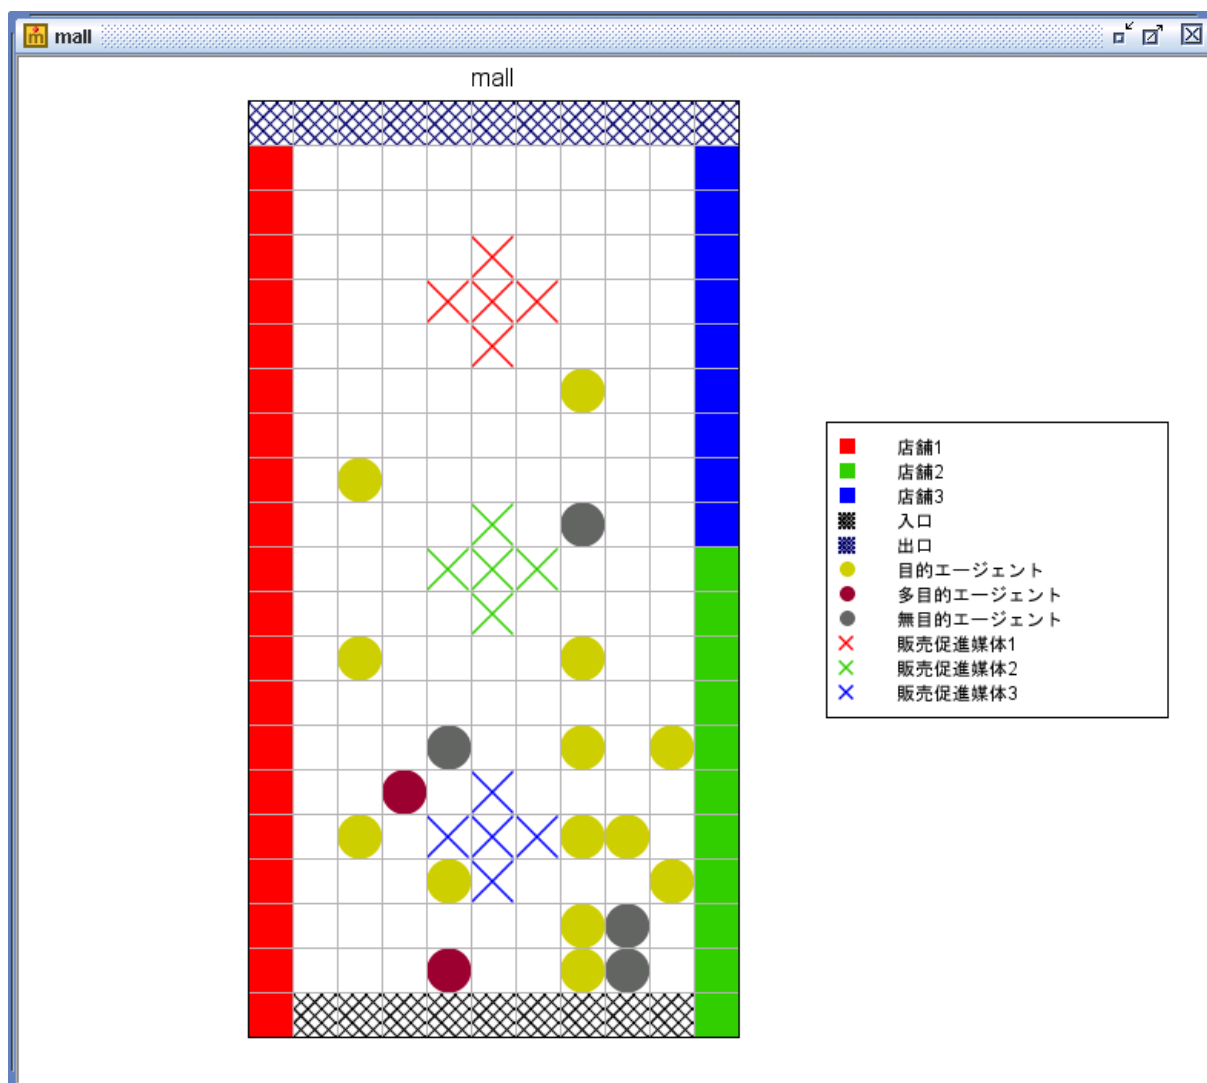 mall
mall
店舗1
店舗2
店舗3
入口
出口
目的エージェント
多目的エージェント
無目的エージェント
販売促進媒体1
販売促進媒体2
販売促進媒体3